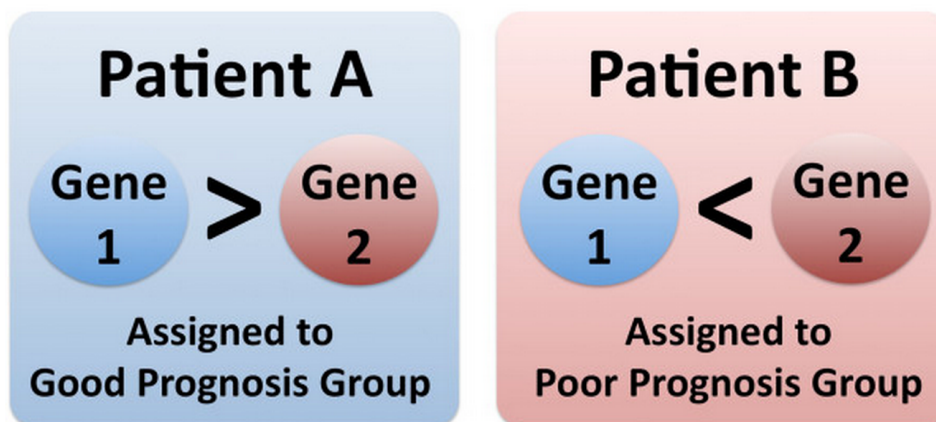 Patient A
Gene 1 > Gene 2
Assigned to
Good Prognosis Group
Patient B
Gene 1 < Gene 2
Assigned to
Poor Prognosis Group